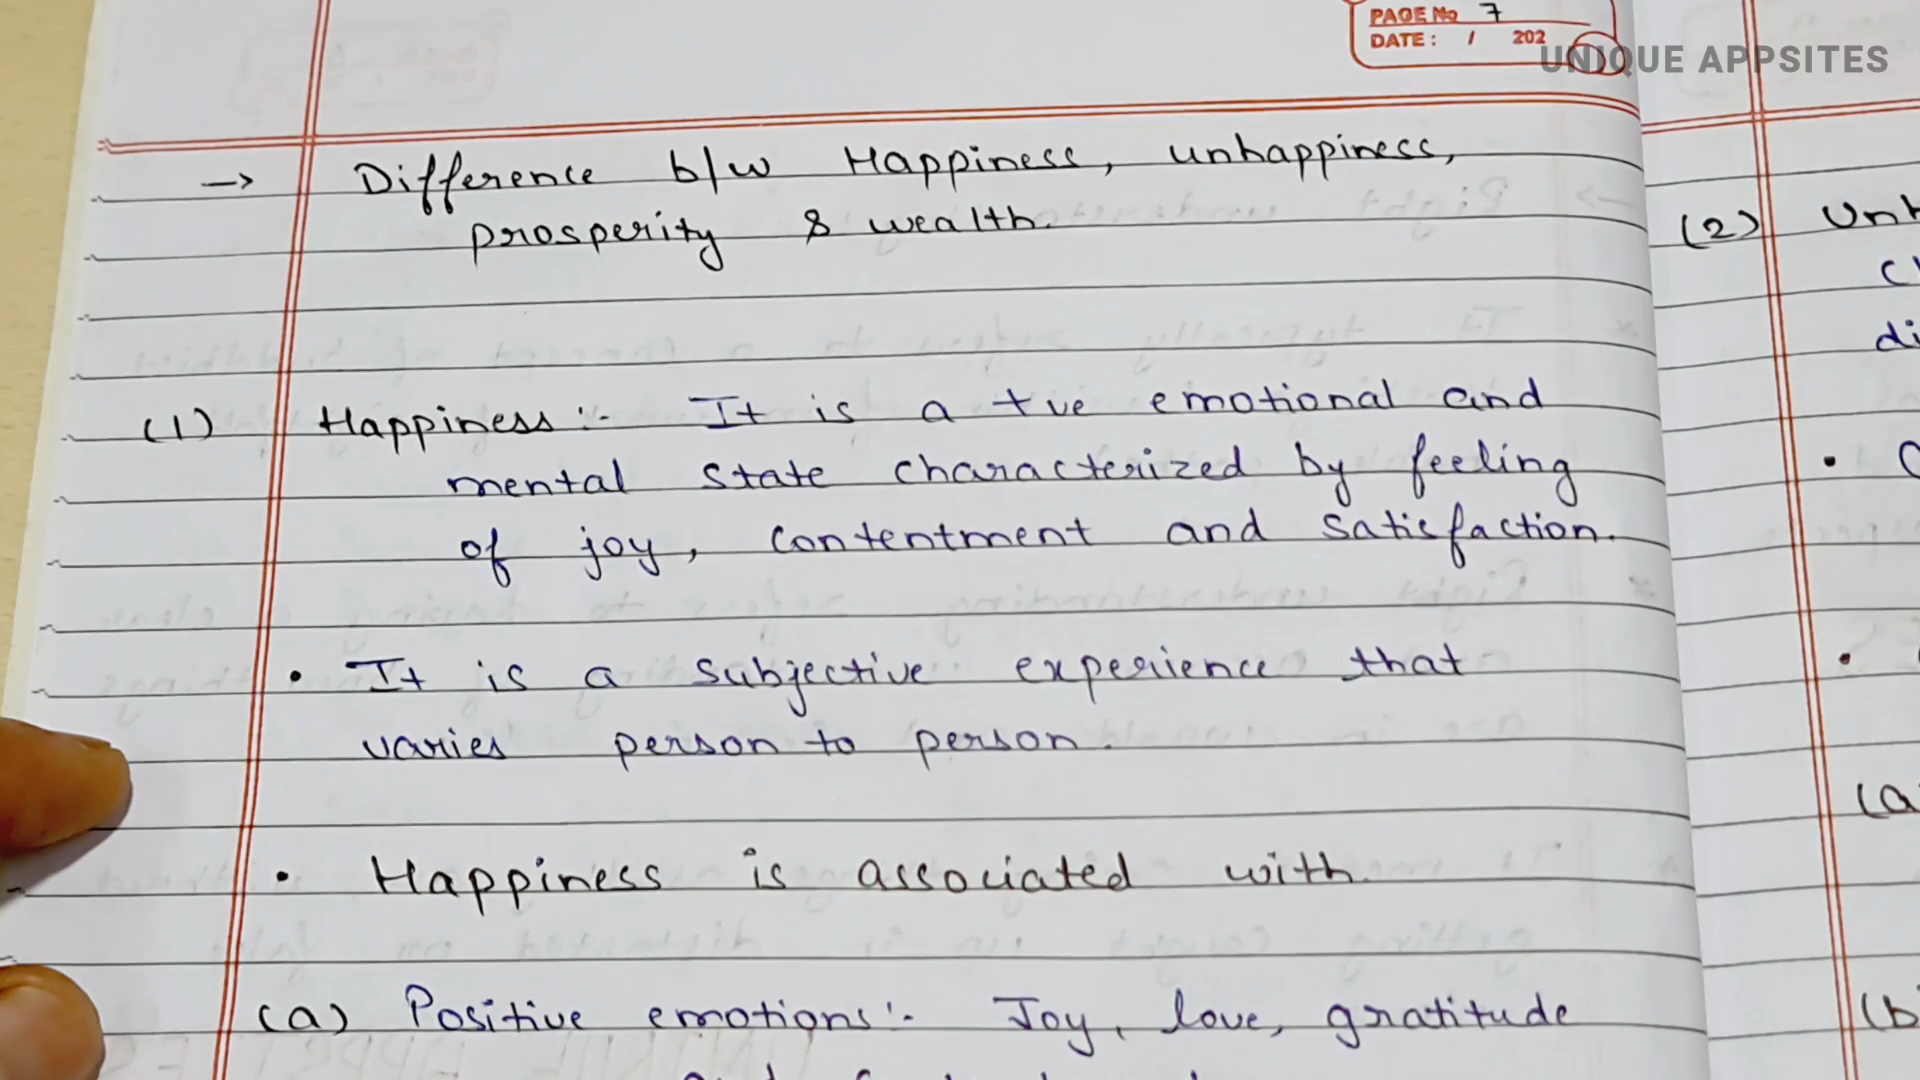 PAGE No 7
DATE: / 202
UNIQUE APPSITES
→ Difference b/w Happiness, unhappiness,
prosperity & wealth.
(1) Happiness:- It is a +ve emotional and
mental state characterized by feeling
of joy, contentment and satisfaction.
• It is a subjective experience that
varies person to person.
• Happiness is associated with
(a) Positive emotions:- Joy, love, gratitude
(2)
(a
(b